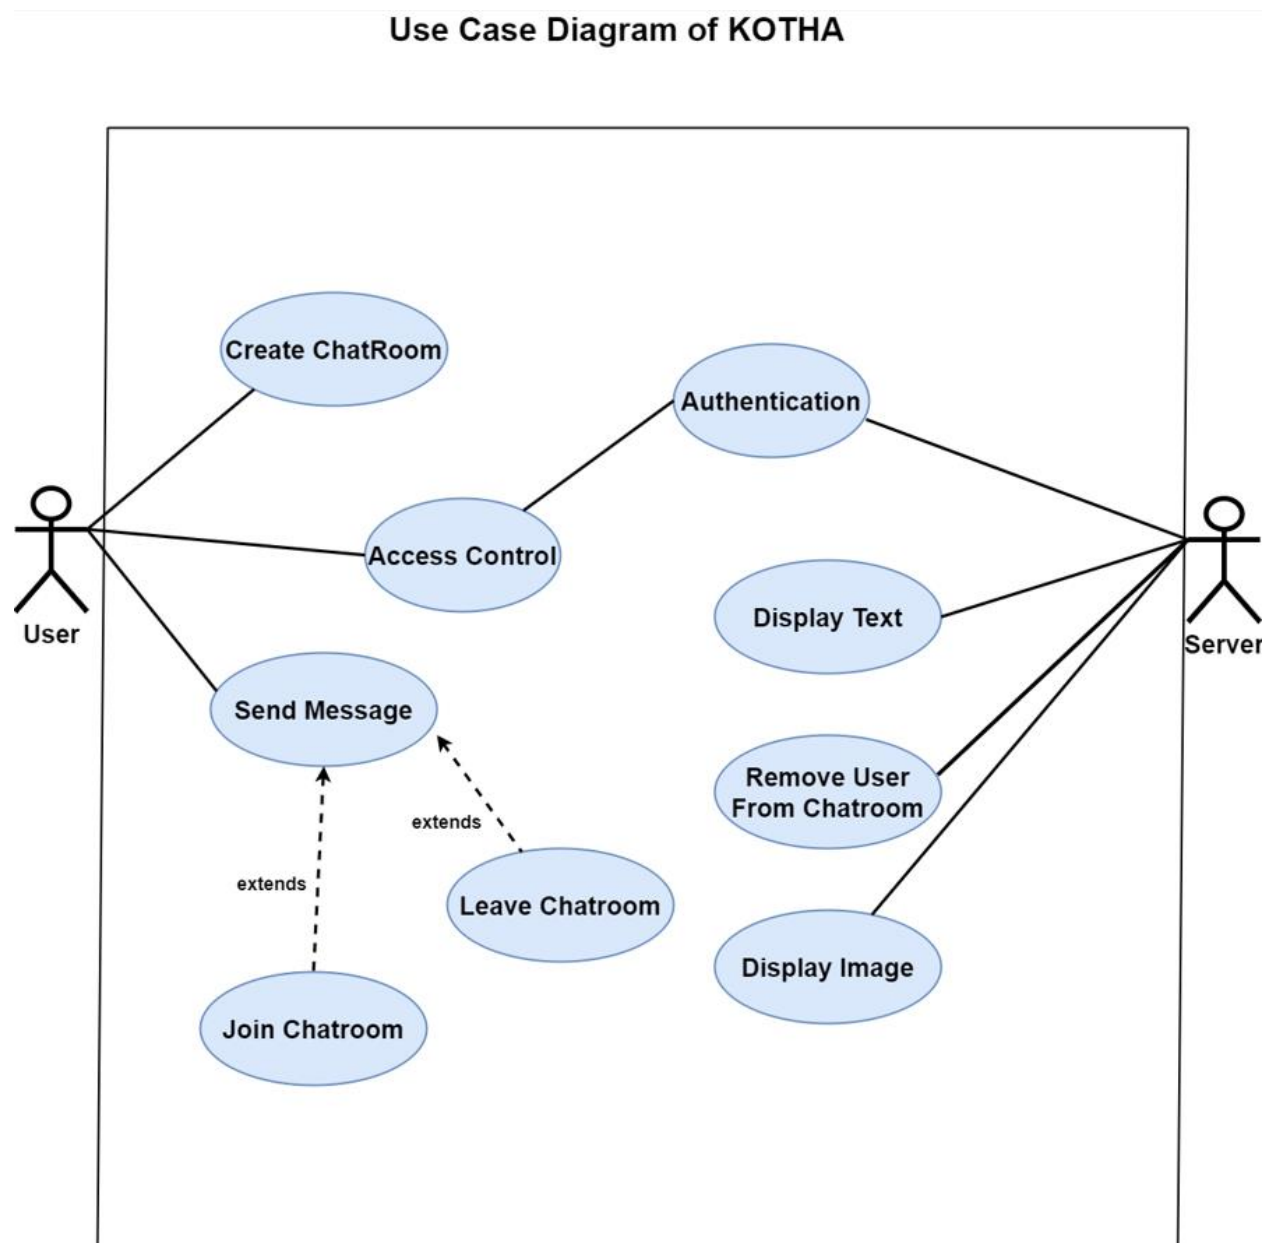 Use Case Diagram of KOTHA
Create ChatRoom
Authentication
Access Control
User
Display Text
Server
Send Message
Remove User
From Chatroom
extends
extends
Leave Chatroom
Display Image
Join Chatroom